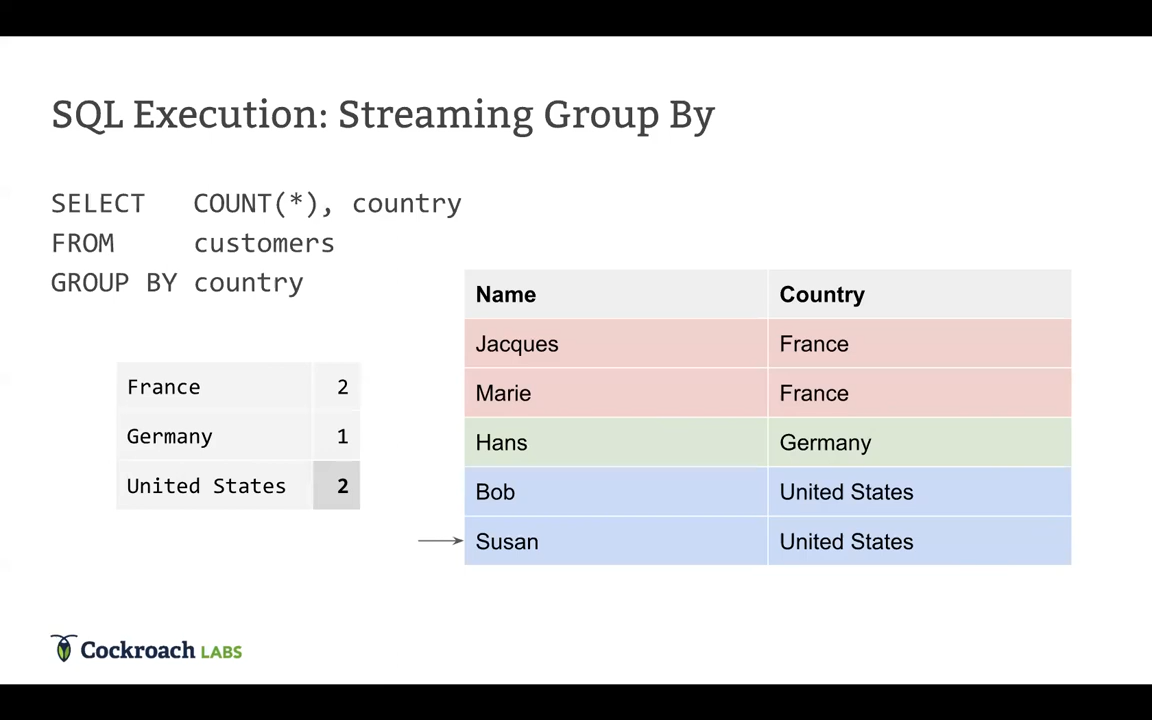 SQL Execution: Streaming Group By
SELECT COUNT(*), country
FROM customers
GROUP BY country
France 2
Germany 1
United States 2
Name Country
Jacques France
Marie France
Hans Germany
Bob United States
Susan United States
Cockroach LABS